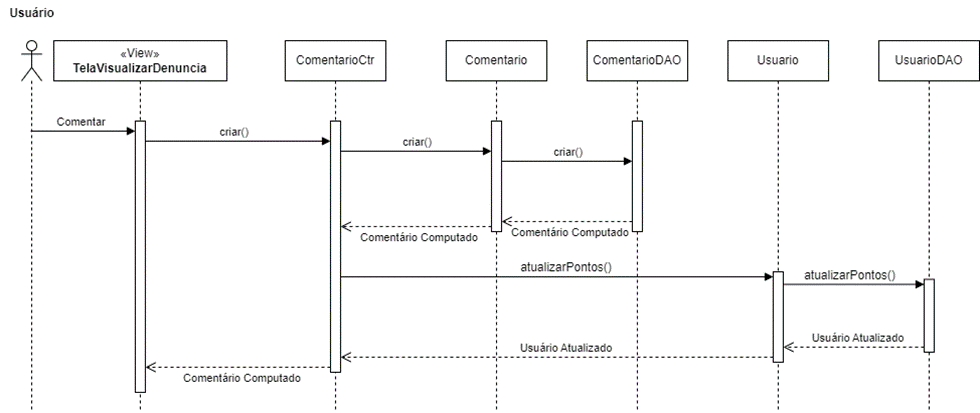 Usuário
«View»
TelaVisualizarDenuncia
ComentarioCtr
Comentario
ComentarioDAO
Usuario
UsuarioDAO
Comentar
criar()
criar()
criar()
Comentário Computado
Comentário Computado
atualizarPontos()
atualizarPontos()
Usuário Atualizado
Usuário Atualizado
Comentário Computado